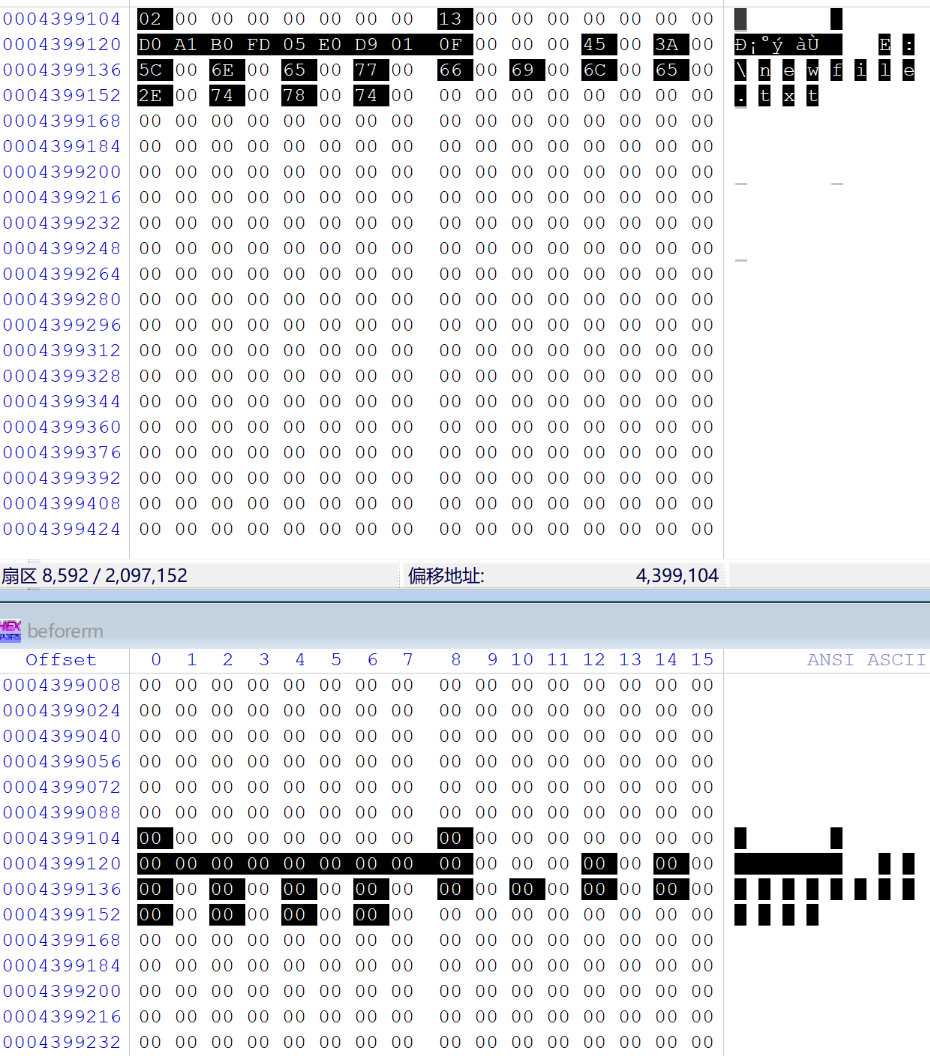 0004399104 02 00 00 00 00 00 00 00 13 00 00 00 00 00 00 00
0004399120 D0 A1 B0 FD 05 E0 D9 01 0F 00 00 00 45 00 3A 00 Ð¡°ý àÙ E :
0004399136 5C 00 6E 00 65 00 77 00 66 00 69 00 6C 00 65 00 \ n e w f i l e
0004399152 2E 00 74 00 78 00 74 00 00 00 00 00 00 00 00 00 . t x t
0004399168 00 00 00 00 00 00 00 00 00 00 00 00 00 00 00 00
0004399184 00 00 00 00 00 00 00 00 00 00 00 00 00 00 00 00
0004399200 00 00 00 00 00 00 00 00 00 00 00 00 00 00 00 00
0004399216 00 00 00 00 00 00 00 00 00 00 00 00 00 00 00 00
0004399232 00 00 00 00 00 00 00 00 00 00 00 00 00 00 00 00
0004399248 00 00 00 00 00 00 00 00 00 00 00 00 00 00 00 00
0004399264 00 00 00 00 00 00 00 00 00 00 00 00 00 00 00 00
0004399280 00 00 00 00 00 00 00 00 00 00 00 00 00 00 00 00
0004399296 00 00 00 00 00 00 00 00 00 00 00 00 00 00 00 00
0004399312 00 00 00 00 00 00 00 00 00 00 00 00 00 00 00 00
0004399328 00 00 00 00 00 00 00 00 00 00 00 00 00 00 00 00
0004399344 00 00 00 00 00 00 00 00 00 00 00 00 00 00 00 00
0004399360 00 00 00 00 00 00 00 00 00 00 00 00 00 00 00 00
0004399376 00 00 00 00 00 00 00 00 00 00 00 00 00 00 00 00
0004399392 00 00 00 00 00 00 00 00 00 00 00 00 00 00 00 00
0004399408 00 00 00 00 00 00 00 00 00 00 00 00 00 00 00 00
0004399424 00 00 00 00 00 00 00 00 00 00 00 00 00 00 00 00
扇区 8,592 / 2,097,152 偏移地址: 4,399,104
HEX beforerm
Offset 0 1 2 3 4 5 6 7 8 9 10 11 12 13 14 15 ANSI ASCII
0004399008 00 00 00 00 00 00 00 00 00 00 00 00 00 00 00 00
0004399024 00 00 00 00 00 00 00 00 00 00 00 00 00 00 00 00
0004399040 00 00 00 00 00 00 00 00 00 00 00 00 00 00 00 00
0004399056 00 00 00 00 00 00 00 00 00 00 00 00 00 00 00 00
0004399072 00 00 00 00 00 00 00 00 00 00 00 00 00 00 00 00
0004399088 00 00 00 00 00 00 00 00 00 00 00 00 00 00 00 00
0004399104 00 00 00 00 00 00 00 00 00 00 00 00 00 00 00 00
0004399120 00 00 00 00 00 00 00 00 00 00 00 00 00 00 00 00
0004399136 00 00 00 00 00 00 00 00 00 00 00 00 00 00 00 00
0004399152 00 00 00 00 00 00 00 00 00 00 00 00 00 00 00 00
0004399168 00 00 00 00 00 00 00 00 00 00 00 00 00 00 00 00
0004399184 00 00 00 00 00 00 00 00 00 00 00 00 00 00 00 00
0004399200 00 00 00 00 00 00 00 00 00 00 00 00 00 00 00 00
0004399216 00 00 00 00 00 00 00 00 00 00 00 00 00 00 00 00
0004399232 00 00 00 00 00 00 00 00 00 00 00 00 00 00 00 00